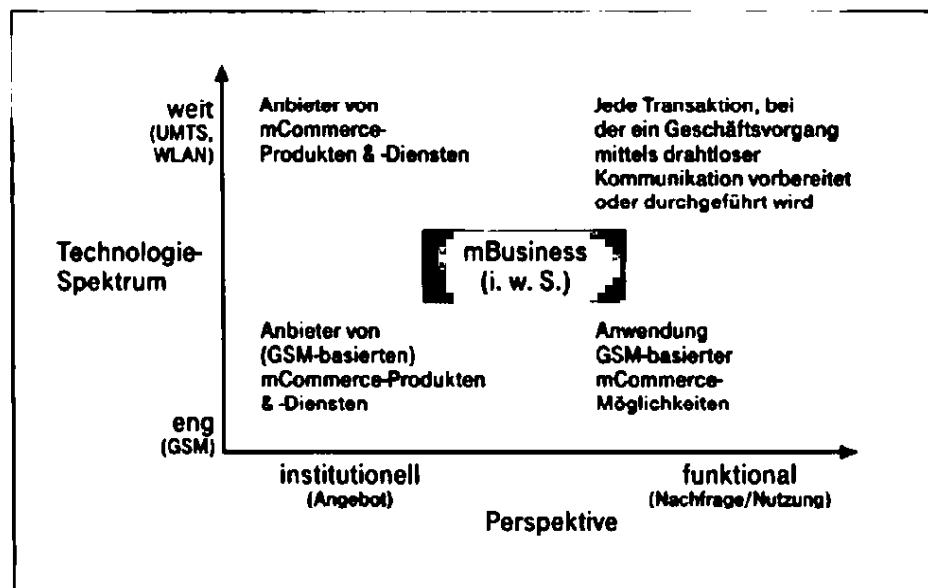 weit
(UMTS,
WLAN)
Anbieter von
mCommerce-
Produkten & -Diensten
Jede Transaktion, bei
der ein Geschäftsvorgang
mittels drahtloser
Kommunikation vorbereitet
oder durchgeführt wird
Technologie-
Spektrum
mBusiness
(i. w. S.)
Anbieter von
(GSM-basierten)
mCommerce-Produkten
& -Diensten
Anwendung
GSM-basierter
mCommerce-
Möglichkeiten
eng
(GSM)
institutionell
(Angebot)
funktional
(Nachfrage/Nutzung)
Perspektive